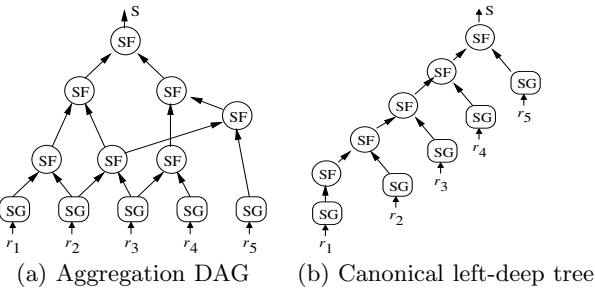 S
SF
SF SF
SF
SF SF SF
SG SG SG SG SG
r1 r2 r3 r4 r5
(a) Aggregation DAG
S
SF
SF
SG
r5
SF
SG
r4
SF
SG
r3
SF
SG
r2
SG
r1
(b) Canonical left-deep tree